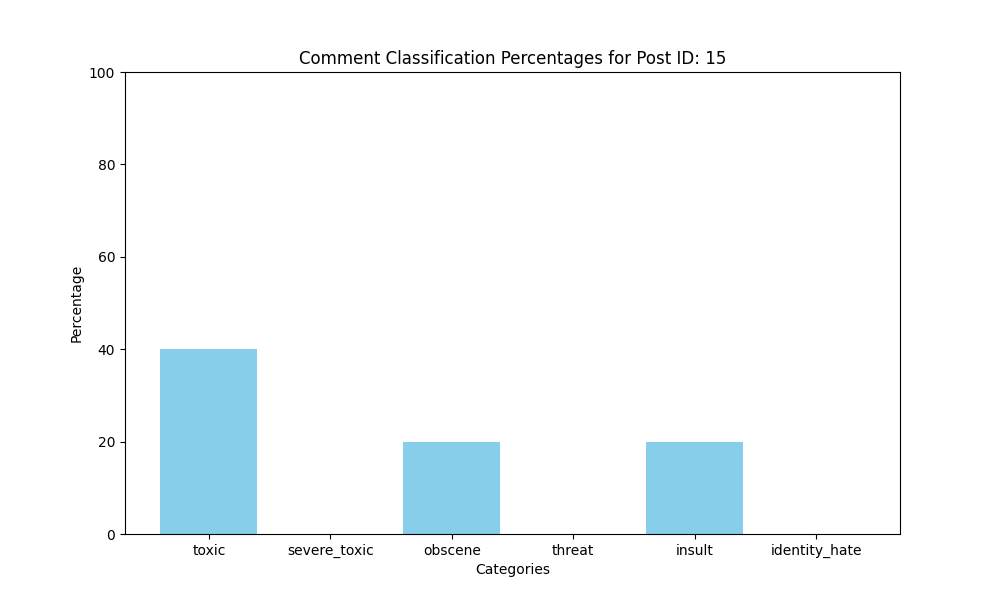 Comment Classification Percentages for Post ID: 15
100
80
60
40
20
0
Percentage
toxic severe_toxic obscene threat insult identity_hate
Categories